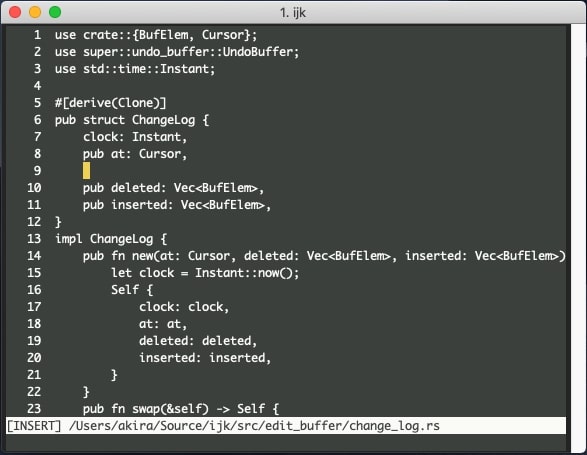 1. ijk
1 use crate::{BufElem, Cursor};
2 use super::undo_buffer::UndoBuffer;
3 use std::time::Instant;
4
5 #[derive(Clone)]
6 pub struct ChangeLog {
7     clock: Instant,
8     pub at: Cursor,
9
10     pub deleted: Vec<BufElem>,
11     pub inserted: Vec<BufElem>,
12 }
13 impl ChangeLog {
14     pub fn new(at: Cursor, deleted: Vec<BufElem>, inserted: Vec<BufElem>)
15         let clock = Instant::now();
16         Self {
17             clock: clock,
18             at: at,
19             deleted: deleted,
20             inserted: inserted,
21         }
22     }
23     pub fn swap(&self) -> Self {
[INSERT] /Users/akira/Source/ijk/src/edit_buffer/change_log.rs